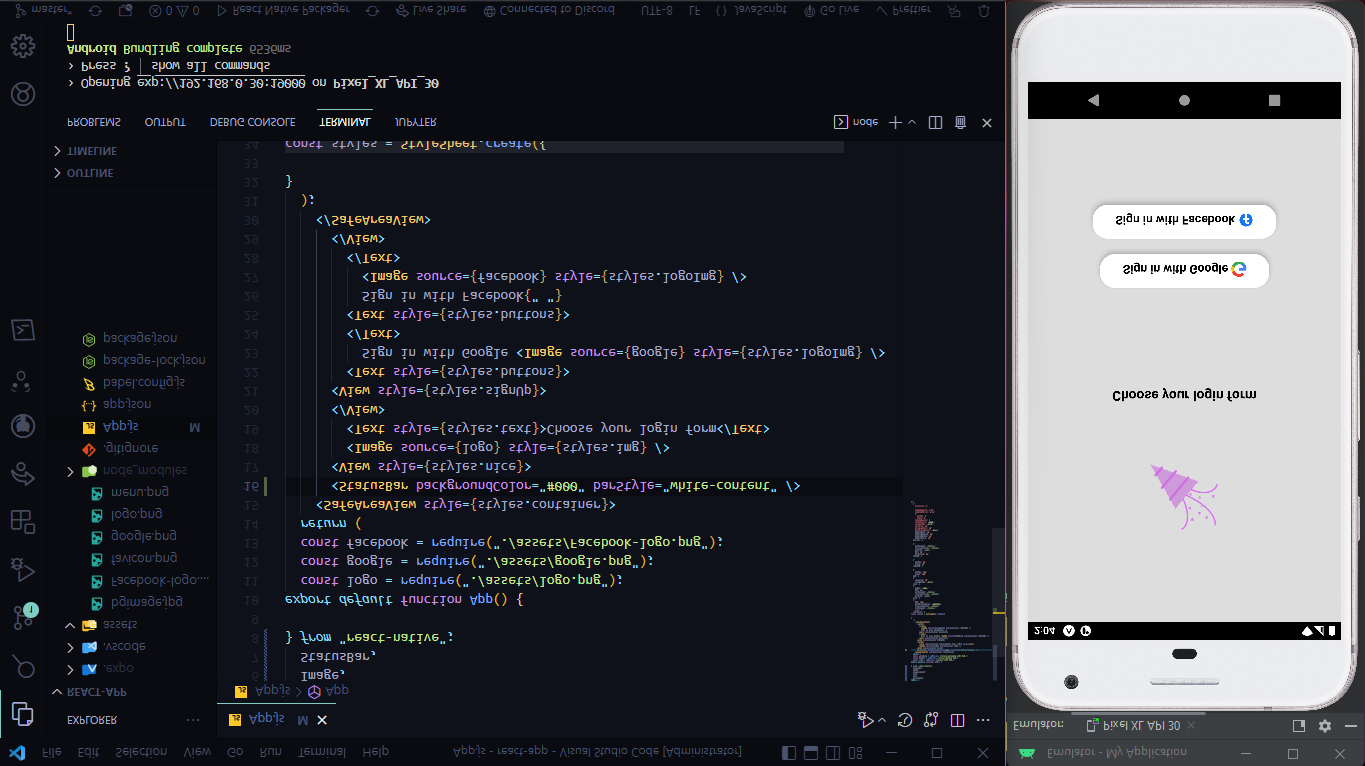 File Edit Selection View Go Run Terminal Help App.js - react-app - Visual Studio Code [Administrator]
EXPLORER ...
REACT-APP
.expo
.vscode
assets
bgimage.jpg
Facebook-logo....
favicon.png
google.png
logo.png
menu.png
node_modules
.gitignore
App.js M
app.json
babel.config.js
package-lock.json
package.json
OUTLINE
TIMELINE
1
App.js M
App.js > App
6 Image,
7 StatusBar,
8 } from "react-native";
9
10 export default function App() {
11 const logo = require("./assets/logo.png");
12 const google = require("./assets/google.png");
13 const facebook = require("./assets/Facebook-logo.png");
14 return (
15 <SafeAreaView style={styles.container}>
16 <StatusBar backgroundColor="#000" barStyle="white-content" />
17 <View style={styles.nice}>
18 <Image source={logo} style={styles.img} />
19 <Text style={styles.text}>Choose your login form</Text>
20 </View>
21 <View style={styles.signUp}>
22 <Text style={styles.buttons}>
23 Sign in with Google <Image source={google} style={styles.logoImg} />
24 </Text>
25 <Text style={styles.buttons}>
26 Sign in with Facebook{" "}
27 <Image source={facebook} style={styles.logoImg} />
28 </Text>
29 </View>
30 </SafeAreaView>
31 );
32 }
33
34 const styles = StyleSheet.create({
PROBLEMS OUTPUT DEBUG CONSOLE TERMINAL JUPYTER node
› Opening exp://192.168.0.30:19000 on Pixel_XL_API_30
› Press ? │ show all commands
Android Bundling complete 6536ms
master* 0 0 React Native Packager Live Share Connected to Discord UTF-8 LF {} JavaScript Go Live Prettier
Emulator - My Application
Emulator: Pixel XL API 30
2:04
Choose your login form
Sign in with Google
Sign in with Facebook